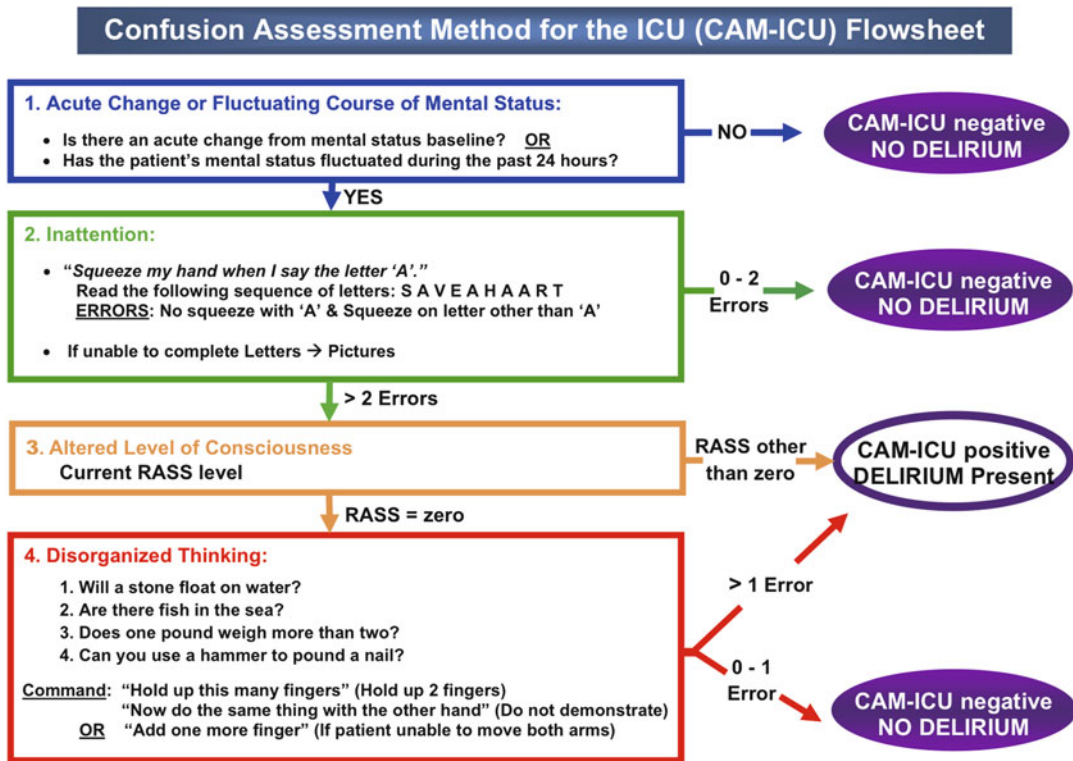 Confusion Assessment Method for the ICU (CAM-ICU) Flowsheet
1. Acute Change or Fluctuating Course of Mental Status:
• Is there an acute change from mental status baseline? OR
• Has the patient's mental status fluctuated during the past 24 hours?
NO
CAM-ICU negative
NO DELIRIUM
YES
2. Inattention:
• “Squeeze my hand when I say the letter ‘A’.”
Read the following sequence of letters: S A V E A H A A R T
ERRORS: No squeeze with ‘A’ & Squeeze on letter other than ‘A’
• If unable to complete Letters → Pictures
0 - 2
Errors
CAM-ICU negative
NO DELIRIUM
> 2 Errors
3. Altered Level of Consciousness
Current RASS level
RASS other
than zero
CAM-ICU positive
DELIRIUM Present
RASS = zero
4. Disorganized Thinking:
1. Will a stone float on water?
2. Are there fish in the sea?
3. Does one pound weigh more than two?
4. Can you use a hammer to pound a nail?
Command: “Hold up this many fingers” (Hold up 2 fingers)
“Now do the same thing with the other hand” (Do not demonstrate)
OR “Add one more finger” (If patient unable to move both arms)
> 1 Error
0 - 1
Error
CAM-ICU negative
NO DELIRIUM